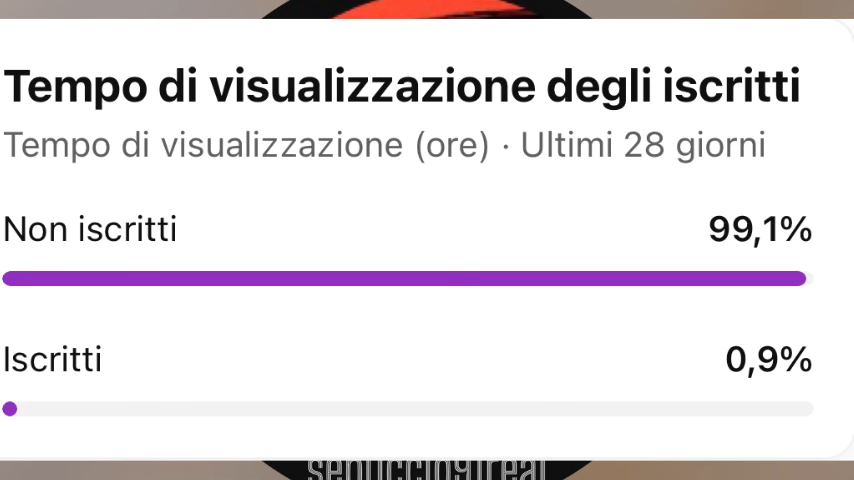 Tempo di visualizzazione degli iscritti
Tempo di visualizzazione (ore) · Ultimi 28 giorni
Non iscritti
99,1%
Iscritti
0,9%